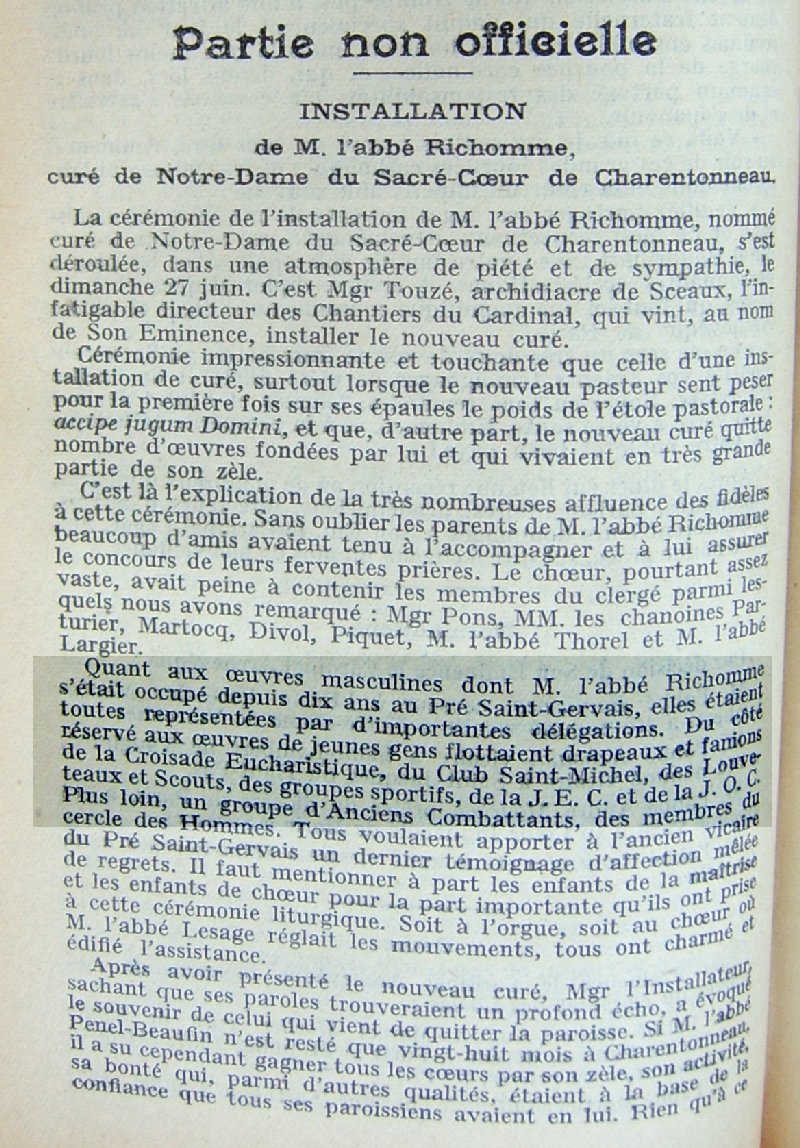 Partie non officielle
INSTALLATION
de M. l'abbé Richomme,
curé de Notre-Dame du Sacré-Cœur de Charentonneau.
La cérémonie de l'installation de M. l'abbé Richomme, nommé
curé de Notre-Dame du Sacré-Cœur de Charentonneau, s'est
déroulée, dans une atmosphère de piété et de sympathie, le
dimanche 27 juin. C'est Mgr Touzé, archidiacre de Sceaux, l'in-
fatigable directeur des Chantiers du Cardinal, qui vint, au nom
de Son Eminence, installer le nouveau curé.
Cérémonie impressionnante et touchante que celle d'une ins-
tallation de curé, surtout lorsque le nouveau pasteur sent peser
pour la première fois sur ses épaules le poids de l'étole pastorale :
accipe jugum Domini, et que, d'autre part, le nouveau curé quitte
nombre d'œuvres fondées par lui et qui vivaient en très grande
partie de son zèle.
C'est là l'explication de la très nombreuses affluence des fidèles
à cette cérémonie. Sans oublier les parents de M. l'abbé Richomme
beaucoup d'amis avaient tenu à l'accompagner et à lui assurer
le concours de leurs ferventes prières. Le chœur, pourtant assez
vaste, avait peine à contenir les membres du clergé parmi les-
quels nous avons remarqué : Mgr Pons, MM. les chanoines Par-
turier, Martocq, Divol, Piquet, M. l'abbé Thorel et M. l'abbé
Largier.
Quant aux œuvres masculines dont M. l'abbé Richomme
s'était occupé depuis dix ans au Pré Saint-Gervais, elles étaient
toutes représentées par d'importantes délégations. Du côté
réservé aux œuvres de jeunes gens flottaient drapeaux et fanions
de la Croisade Eucharistique, du Club Saint-Michel, des Louve-
teaux et Scouts, des groupes sportifs, de la J. E. C. et de la J. O. C.
Plus loin, un groupe d'Anciens Combattants, des membres du
cercle des Hommes. Tous voulaient apporter à l'ancien vicaire
du Pré Saint-Gervais un dernier témoignage d'affection mêlée
de regrets. Il faut mentionner à part les enfants de la maîtrise
et les enfants de chœur pour la part importante qu'ils ont prise
à cette cérémonie liturgique. Soit à l'orgue, soit au chœur où
M. l'abbé Lesage réglait les mouvements, tous ont charmé et
édifié l'assistance.
Après avoir présenté le nouveau curé, Mgr l'Installateur,
sachant que ses paroles trouveraient un profond écho, a évoqué
le souvenir de celui qui vient de quitter la paroisse. Si M. l'abbé
Penel-Beaufin n'est resté que vingt-huit mois à Charentonneau,
il a su cependant gagner tous les cœurs par son zèle, son activité,
sa bonté qui, parmi d'autres qualités, étaient à la base de la
confiance que tous ses paroissiens avaient en lui. Rien qu'à ce